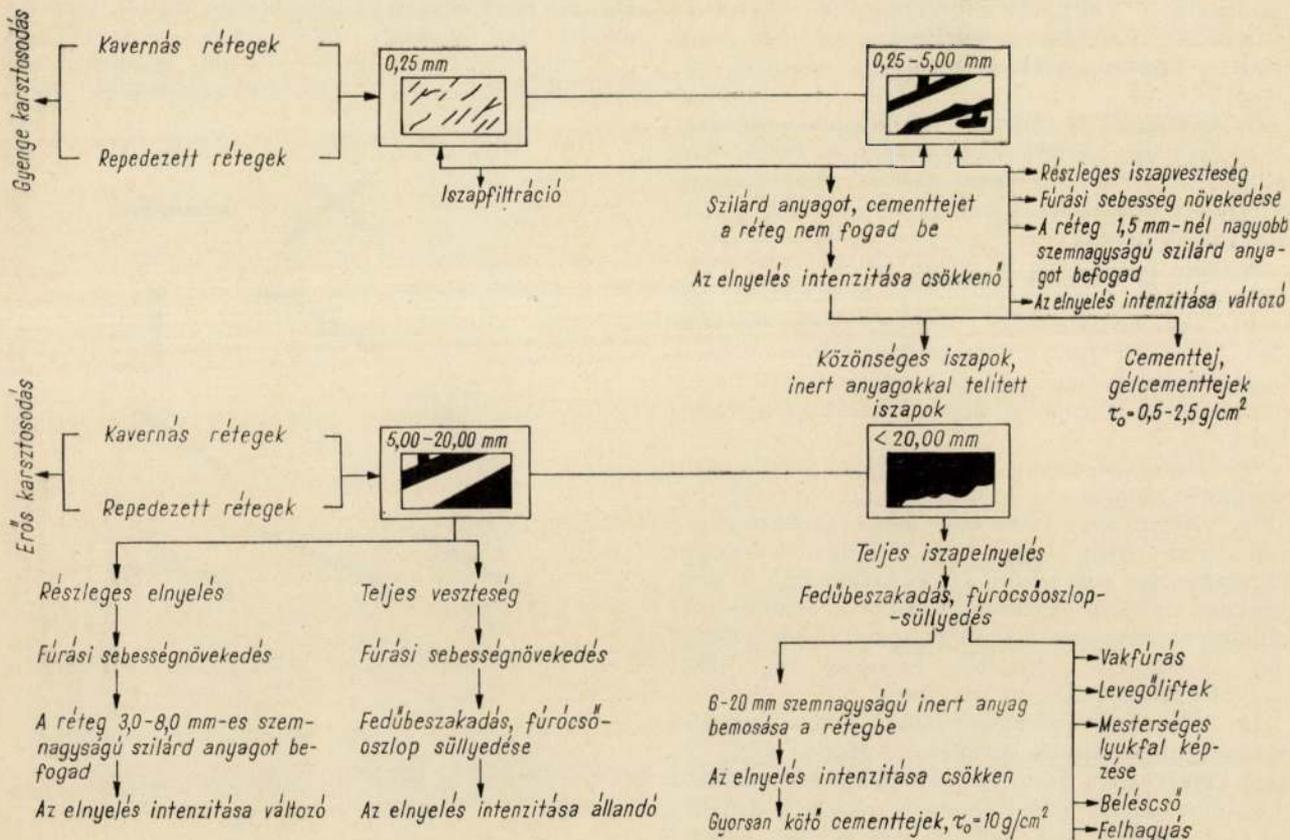 Gyenge karsztosodás
Kavernás rétegek
Repedezett rétegek
0,25 mm
0,25-5,00 mm
Iszapfiltráció
Szilárd anyagot, cementtejet
a réteg nem fogad be
Az elnyelés intenzitása csökkenő
Részleges iszapveszteség
Fúrási sebesség növekedése
A réteg 1,5 mm-nél nagyobb
szemnagyságú szilárd anya-
got befogad
Az elnyelés intenzitása változó
Közönséges iszapok,
inert anyagokkal telített
iszapok
Cementtej,
gélcementtejek
τ₀=0,5-2,5 g/cm²
Erős karsztosodás
Kavernás rétegek
Repedezett rétegek
5,00-20,00 mm
< 20,00 mm
Részleges elnyelés
Fúrási sebességnövekedés
A réteg 3,0-8,0 mm-es szem-
nagyságú szilárd anyagot be-
fogad
Az elnyelés intenzitása változó
Teljes veszteség
Fúrási sebességnövekedés
Fedűbeszakadás, fúrócső-
oszlop süllyedése
Az elnyelés intenzitása állandó
Teljes iszapelnyelés
Fedűbeszakadás, fúrócsőoszlop-
-süllyedés
6-20 mm szemnagyságú inert anyag
bemosása a rétegbe
Az elnyelés intenzitása csökken
Gyorsan kötő cementtejek, τ₀=10 g/cm²
Vakfúrás
Levegőliftek
Mesterséges
lyukfal kép-
zése
Béléscső
Felhagyás